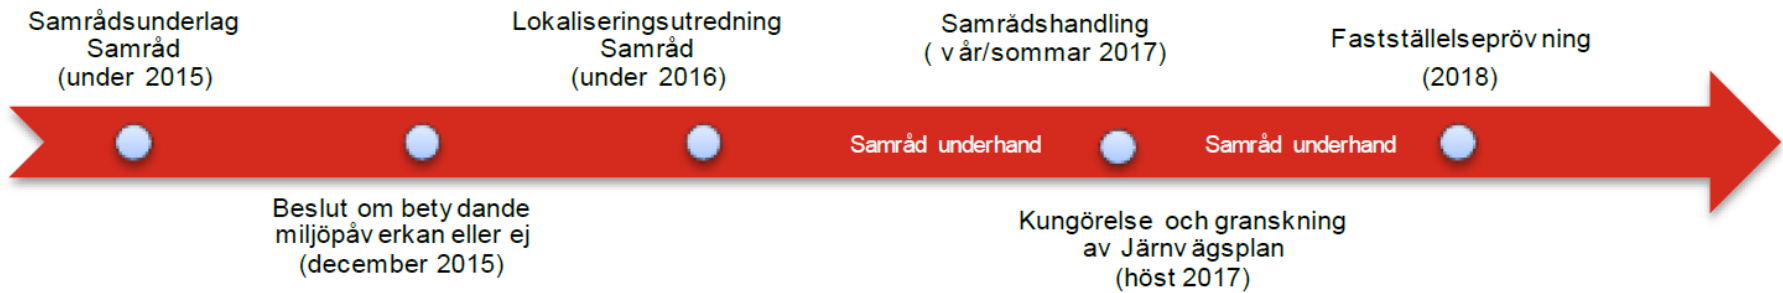 Samrådsunderlag
Samråd
(under 2015)
Lokaliseringsutredning
Samråd
(under 2016)
Samrådshandling
( vår/sommar 2017)
Fastställelseprövning
(2018)
Samråd underhand
Samråd underhand
Beslut om betydande
miljöpåverkan eller ej
(december 2015)
Kungörelse och granskning
av Järnvägsplan
(höst 2017)